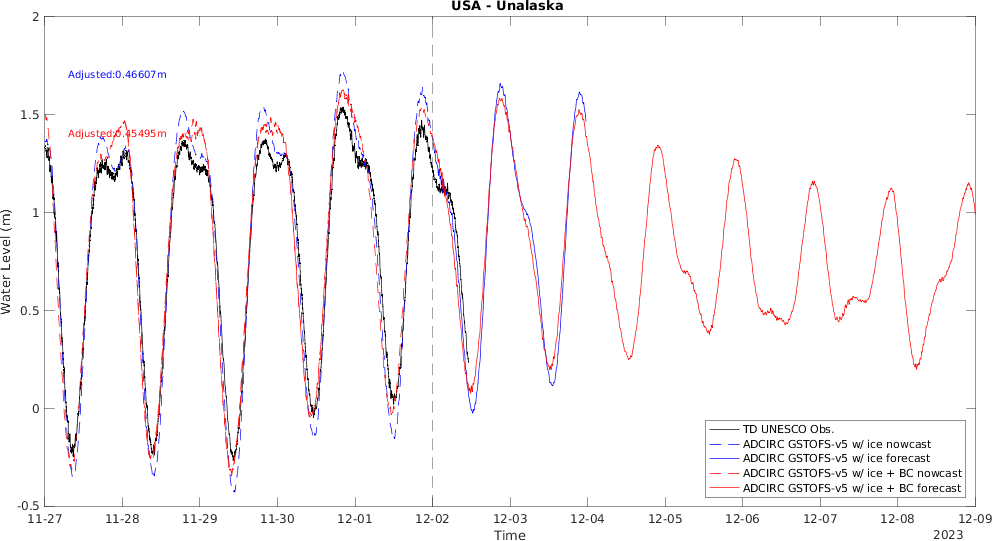 USA - Unalaska
2
1.5
1
0.5
0
-0.5
Water Level (m)
Adjusted:0.46607m
Adjusted:0.45495m
TD UNESCO Obs.
ADCIRC GSTOFS-v5 w/ ice nowcast
ADCIRC GSTOFS-v5 w/ ice forecast
ADCIRC GSTOFS-v5 w/ ice + BC nowcast
ADCIRC GSTOFS-v5 w/ ice + BC forecast
11-27 11-28 11-29 11-30 12-01 12-02 12-03 12-04 12-05 12-06 12-07 12-08 12-09
Time
2023